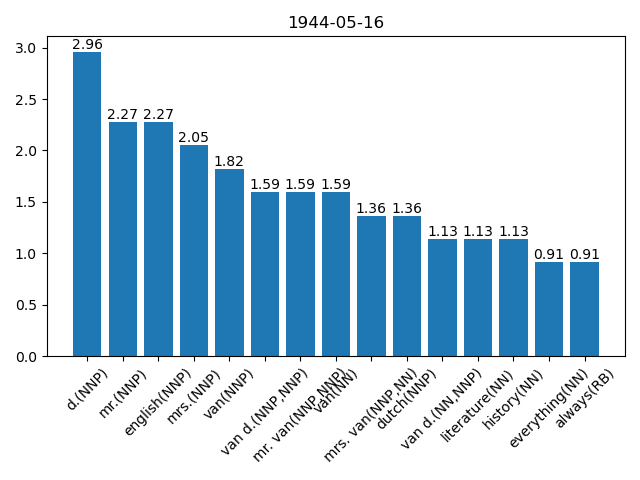 1944-05-16
3.0
2.5
2.0
1.5
1.0
0.5
0.0
2.96
2.27
2.27
2.05
1.82
1.59
1.59
1.59
1.36
1.36
1.13
1.13
1.13
0.91
0.91
d.(NNP)
mr.(NNP)
english(NNP)
mrs.(NNP)
van(NNP)
van d.(NNP,NNP)
mr. van(NNP,NNP)
van(NN)
mrs. van(NNP,NN)
dutch(NNP)
van d.(NN,NNP)
literature(NN)
history(NN)
everything(NN)
always(RB)